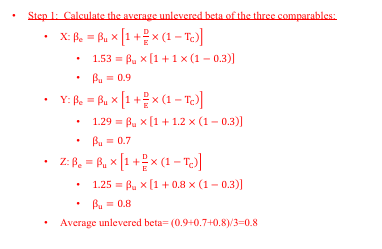 • Step 1: Calculate the average unlevered beta of the three comparables:
• X: βe = βu × [1 + D/E × (1 − TC)]
• 1.53 = βu × [1 + 1 × (1 − 0.3)]
• βu = 0.9
• Y: βe = βu × [1 + D/E × (1 − TC)]
• 1.29 = βu × [1 + 1.2 × (1 − 0.3)]
• βu = 0.7
• Z: βe = βu × [1 + D/E × (1 − TC)]
• 1.25 = βu × [1 + 0.8 × (1 − 0.3)]
• βu = 0.8
• Average unlevered beta= (0.9+0.7+0.8)/3=0.8